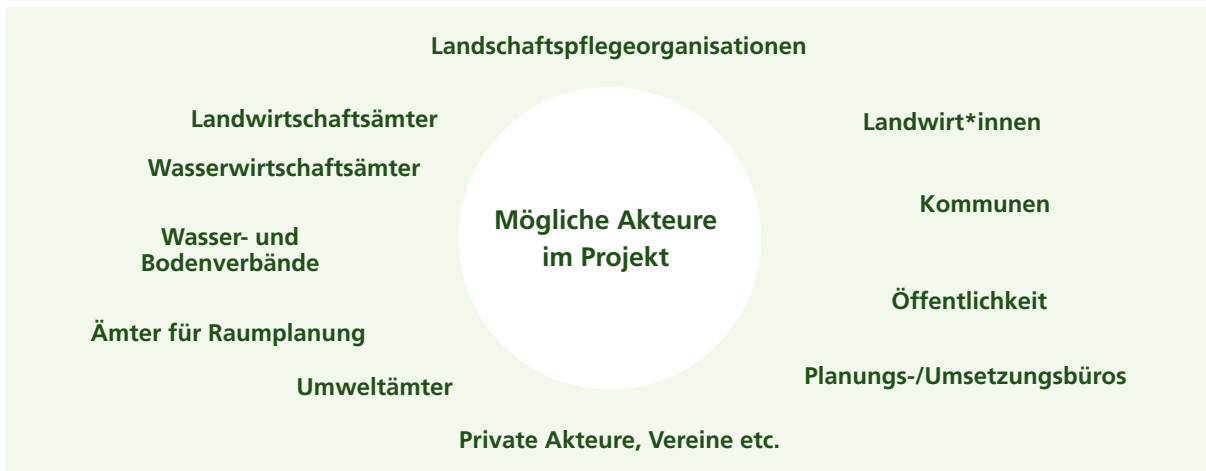 Landschaftspflegeorganisationen
Landwirtschaftsämter
Landwirt*innen
Wasserwirtschaftsämter
Kommunen
Mögliche Akteure
im Projekt
Wasser- und
Bodenverbände
Öffentlichkeit
Ämter für Raumplanung
Umweltämter
Planungs-/Umsetzungsbüros
Private Akteure, Vereine etc.